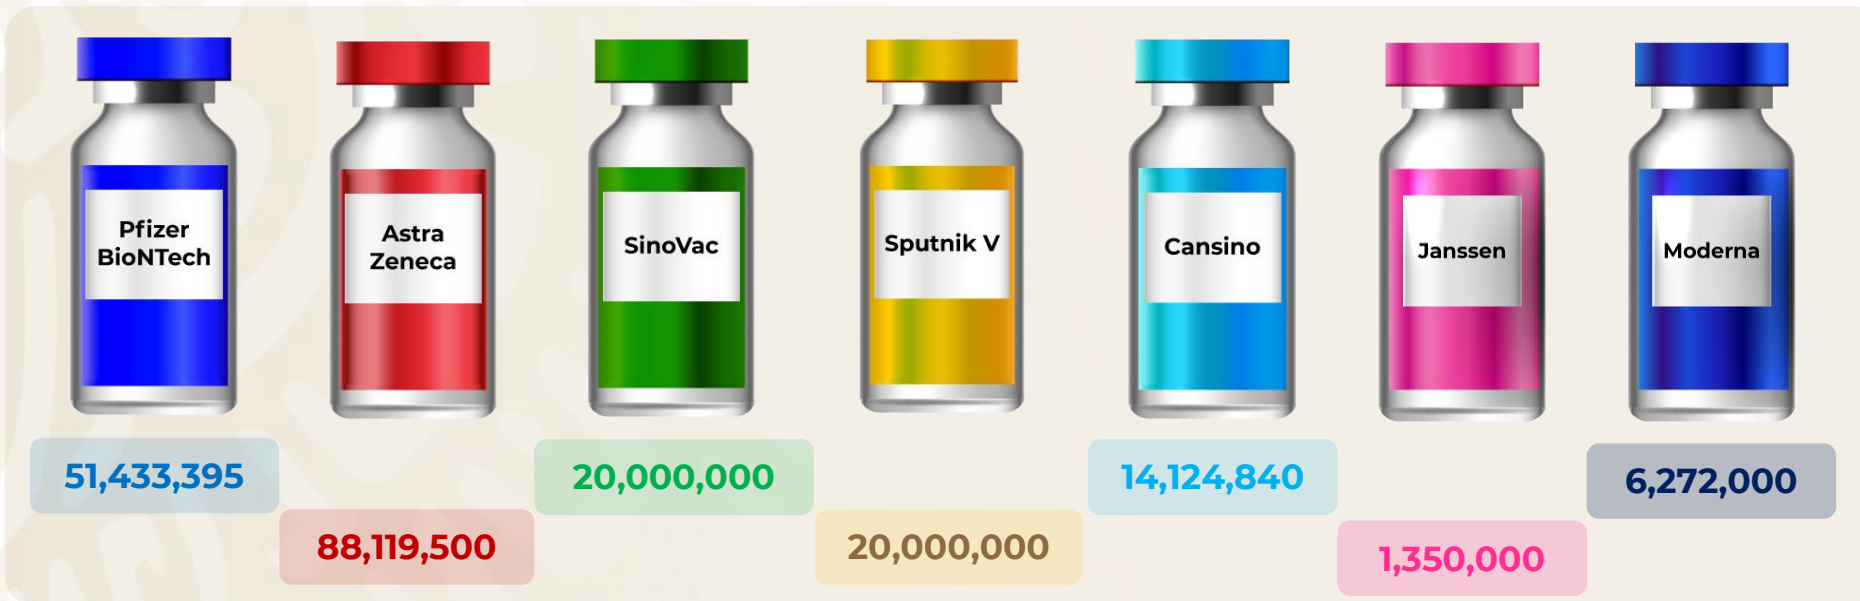 Pfizer
BioNTech
Astra
Zeneca
SinoVac
Sputnik V
Cansino
Janssen
Moderna
51,433,395
88,119,500
20,000,000
20,000,000
14,124,840
1,350,000
6,272,000